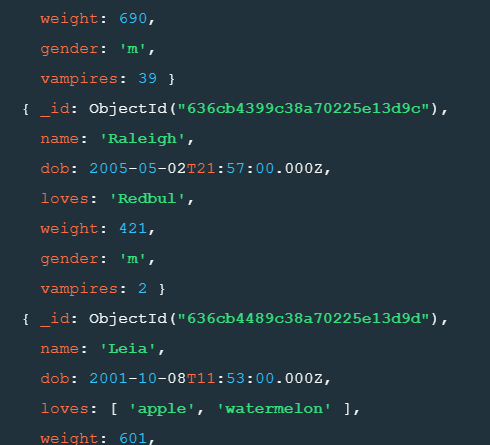 weight: 690,
gender: 'm',
vampires: 39 }
{ _id: ObjectId("636cb4399c38a70225e13d9c"),
name: 'Raleigh',
dob: 2005-05-02T21:57:00.000Z,
loves: 'Redbul',
weight: 421,
gender: 'm',
vampires: 2 }
{ _id: ObjectId("636cb4489c38a70225e13d9d"),
name: 'Leia',
dob: 2001-10-08T11:53:00.000Z,
loves: [ 'apple', 'watermelon' ],
weight: 601,